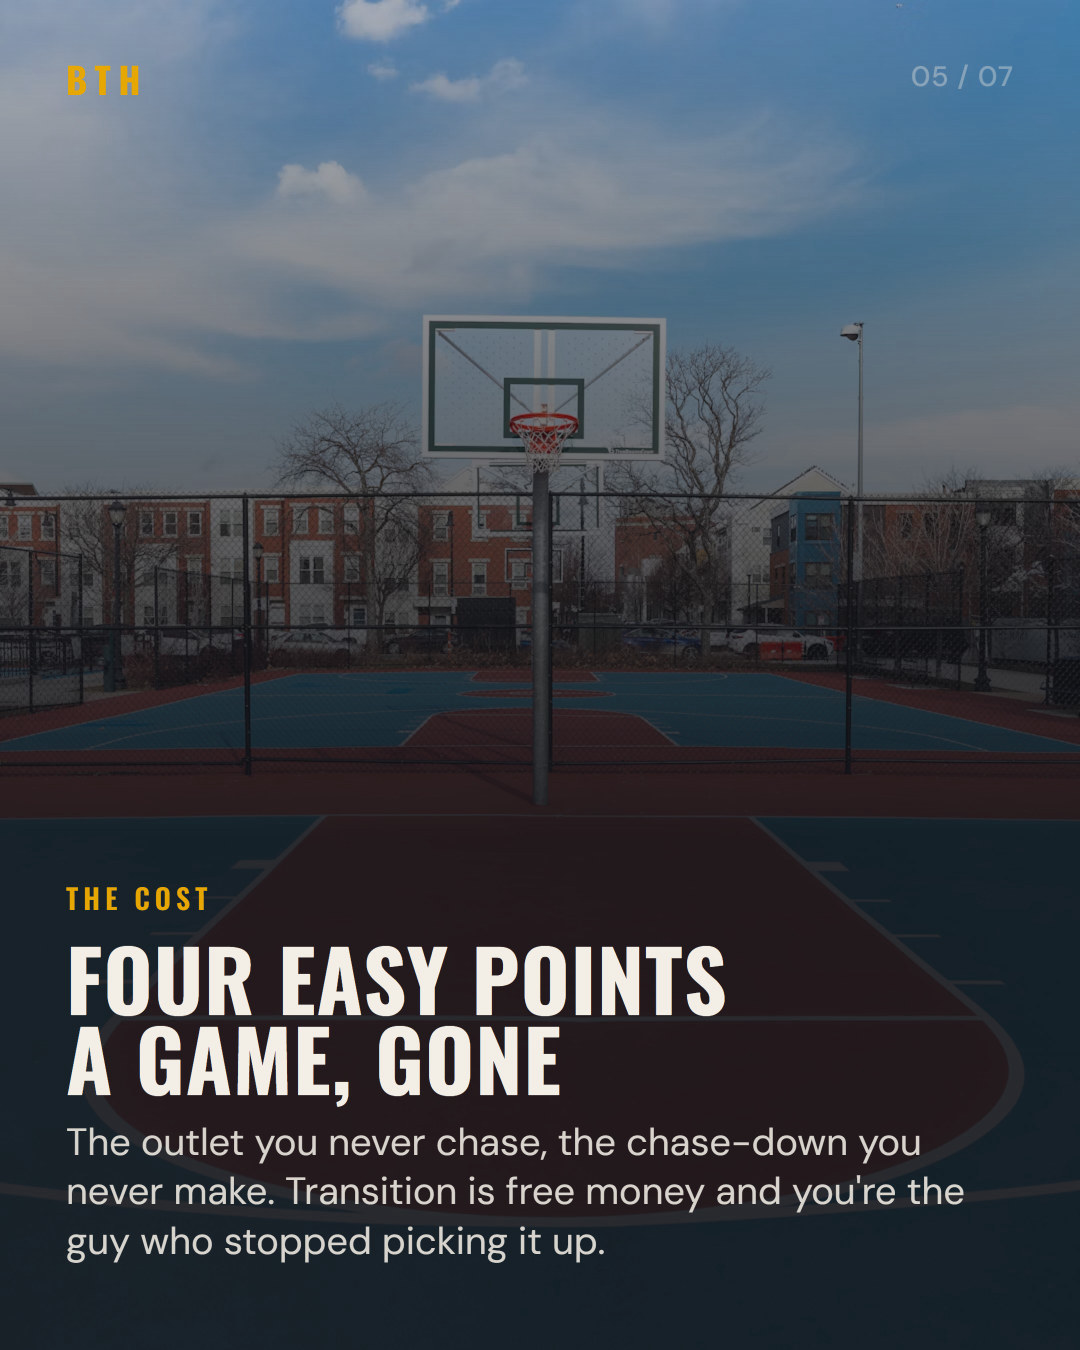 BTH
05 / 07
THE COST
FOUR EASY POINTS
A GAME, GONE
The outlet you never chase, the chase-down you
never make. Transition is free money and you're the
guy who stopped picking it up.